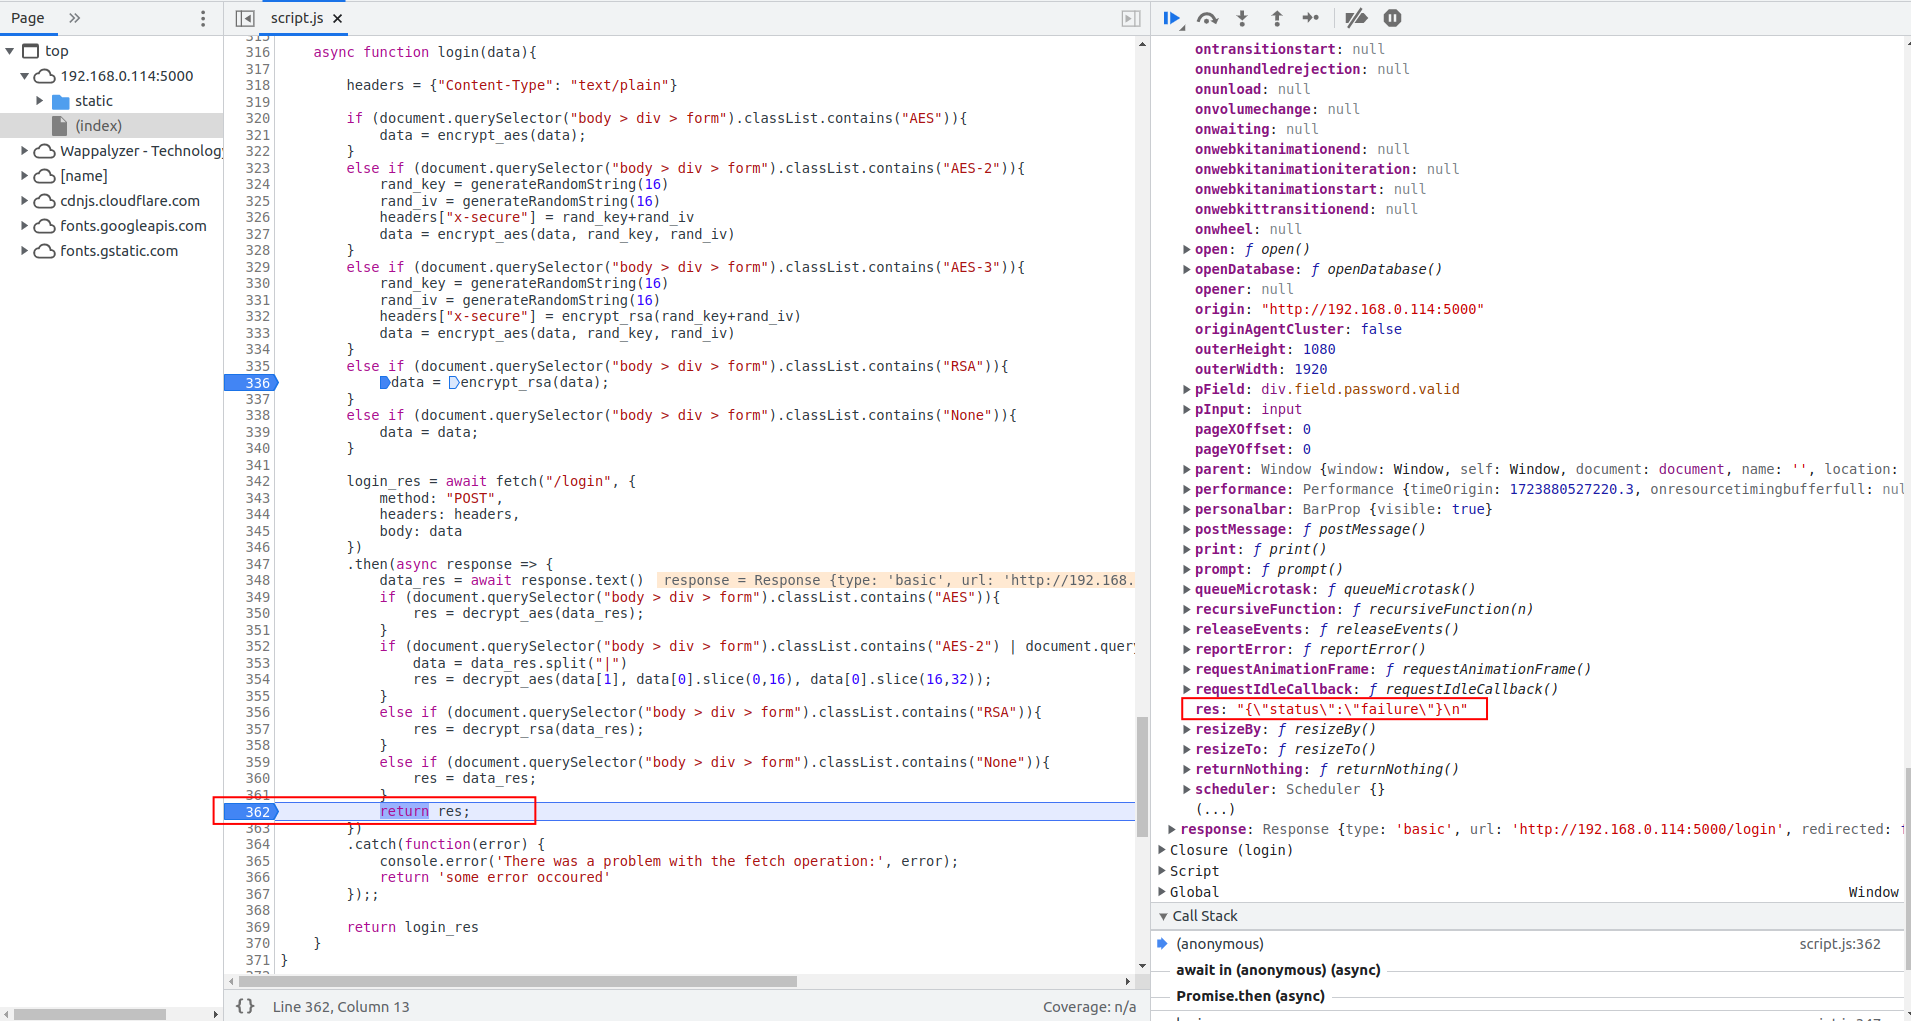 Page
top
192.168.0.114:5000
static
(index)
Wappalyzer - Technology
[name]
cdnjs.cloudflare.com
fonts.googleapis.com
fonts.gstatic.com
script.js
315
316 async function login(data){
317
318 headers = {"Content-Type": "text/plain"}
319
320 if (document.querySelector("body > div > form").classList.contains("AES")){
321 data = encrypt_aes(data);
322 }
323 else if (document.querySelector("body > div > form").classList.contains("AES-2")){
324 rand_key = generateRandomString(16)
325 rand_iv = generateRandomString(16)
326 headers["x-secure"] = rand_key+rand_iv
327 data = encrypt_aes(data, rand_key, rand_iv)
328 }
329 else if (document.querySelector("body > div > form").classList.contains("AES-3")){
330 rand_key = generateRandomString(16)
331 rand_iv = generateRandomString(16)
332 headers["x-secure"] = encrypt_rsa(rand_key+rand_iv)
333 data = encrypt_aes(data, rand_key, rand_iv)
334 }
335 else if (document.querySelector("body > div > form").classList.contains("RSA")){
336 data = encrypt_rsa(data);
337 }
338 else if (document.querySelector("body > div > form").classList.contains("None")){
339 data = data;
340 }
341
342 login_res = await fetch("/login", {
343 method: "POST",
344 headers: headers,
345 body: data
346 })
347 .then(async response => {
348 data_res = await response.text() response = Response {type: 'basic', url: 'http://192.168.
349 if (document.querySelector("body > div > form").classList.contains("AES")){
350 res = decrypt_aes(data_res);
351 }
352 if (document.querySelector("body > div > form").classList.contains("AES-2") | document.query
353 data = data_res.split("|")
354 res = decrypt_aes(data[1], data[0].slice(0,16), data[0].slice(16,32));
355 }
356 else if (document.querySelector("body > div > form").classList.contains("RSA")){
357 res = decrypt_rsa(data_res);
358 }
359 else if (document.querySelector("body > div > form").classList.contains("None")){
360 res = data_res;
361 }
362 return res;
363 })
364 .catch(function(error) {
365 console.error('There was a problem with the fetch operation:', error);
366 return 'some error occoured'
367 });;
368
369 return login_res
370 }
371 }
372
{} Line 362, Column 13
Coverage: n/a
ontransitionstart: null
onunhandledrejection: null
onunload: null
onvolumechange: null
onwaiting: null
onwebkitanimationend: null
onwebkitanimationiteration: null
onwebkitanimationstart: null
onwebkittransitionend: null
onwheel: null
open: ƒ open()
openDatabase: ƒ openDatabase()
opener: null
origin: "http://192.168.0.114:5000"
originAgentCluster: false
outerHeight: 1080
outerWidth: 1920
pField: div.field.password.valid
pInput: input
pageXOffset: 0
pageYOffset: 0
parent: Window {window: Window, self: Window, document: document, name: '', location:
performance: Performance {timeOrigin: 1723880527220.3, onresourcetimingbufferfull: nul
personalbar: BarProp {visible: true}
postMessage: ƒ postMessage()
print: ƒ print()
prompt: ƒ prompt()
queueMicrotask: ƒ queueMicrotask()
recursiveFunction: ƒ recursiveFunction(n)
releaseEvents: ƒ releaseEvents()
reportError: ƒ reportError()
requestAnimationFrame: ƒ requestAnimationFrame()
requestIdleCallback: ƒ requestIdleCallback()
res: "{\"status\":\"failure\"}\n"
resizeBy: ƒ resizeBy()
resizeTo: ƒ resizeTo()
returnNothing: ƒ returnNothing()
scheduler: Scheduler {}
(...)
response: Response {type: 'basic', url: 'http://192.168.0.114:5000/login', redirected: f
Closure (login)
Script
Global Window
Call Stack
(anonymous) script.js:362
await in (anonymous) (async)
Promise.then (async)